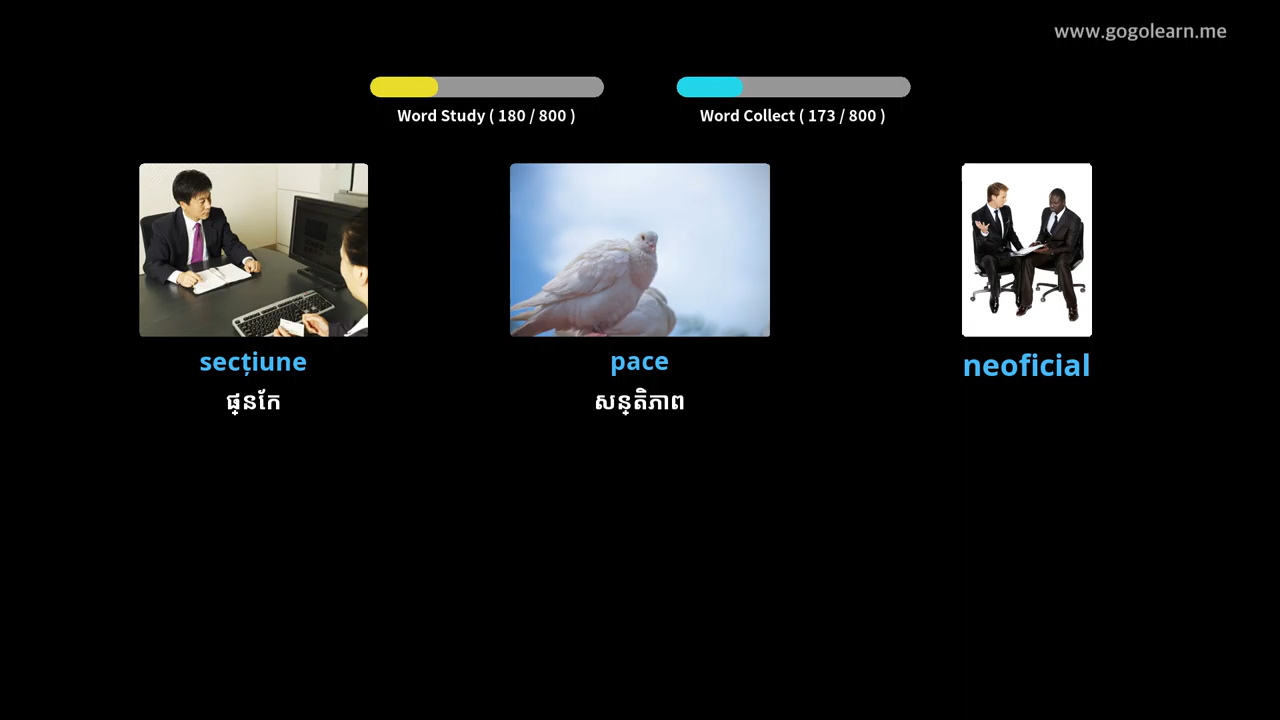 www.gogolearn.me
Word Study ( 180 / 800 )
Word Collect ( 173 / 800 )
secțiune
pace
neoficial
ផ្នែក
សន្តិភាព